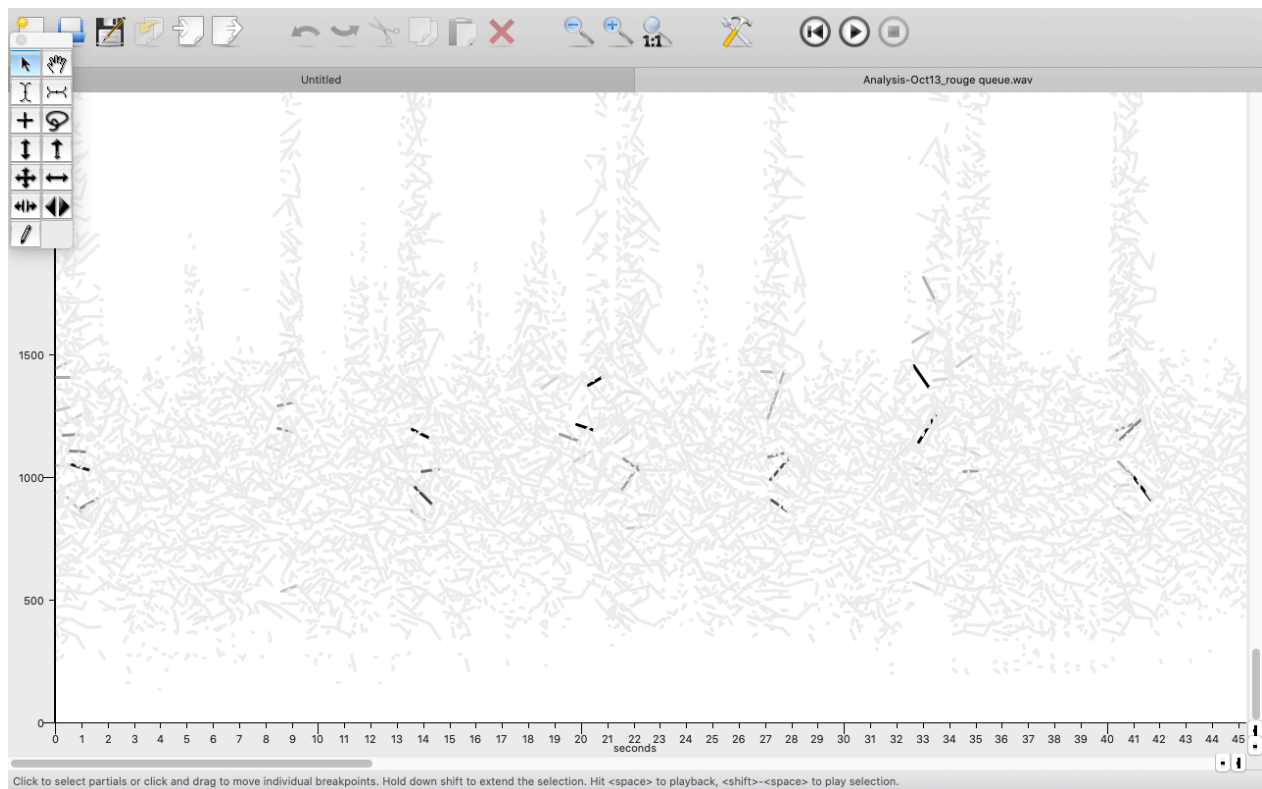 1:1
Untitled
Analysis-Oct13_rouge queue.wav
1500
1000
500
0
0 1 2 3 4 5 6 7 8 9 10 11 12 13 14 15 16 17 18 19 20 21 22 23 24 25 26 27 28 29 30 31 32 33 34 35 36 37 38 39 40 41 42 43 44 45
seconds
Click to select partials or click and drag to move individual breakpoints. Hold down shift to extend the selection. Hit <space> to playback, <shift>-<space> to play selection.